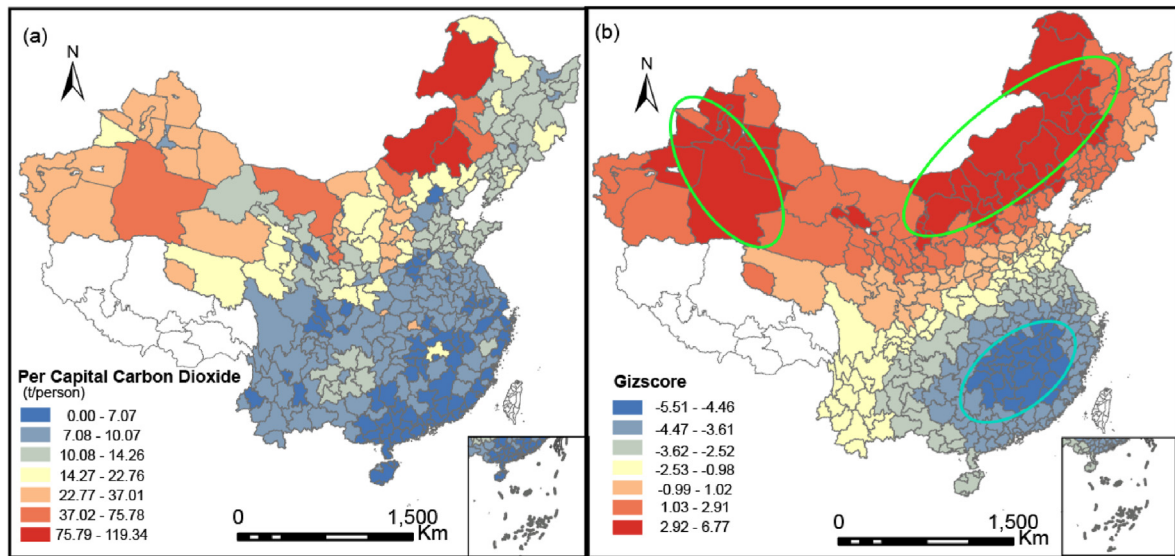 (a)
N
Per Capital Carbon Dioxide
(t/person)
0.00 - 7.07
7.08 - 10.07
10.08 - 14.26
14.27 - 22.76
22.77 - 37.01
37.02 - 75.78
75.79 - 119.34
0 1,500
Km
(b)
N
Gizscore
-5.51 - -4.46
-4.47 - -3.61
-3.62 - -2.52
-2.53 - -0.98
-0.99 - 1.02
1.03 - 2.91
2.92 - 6.77
0 1,500
Km